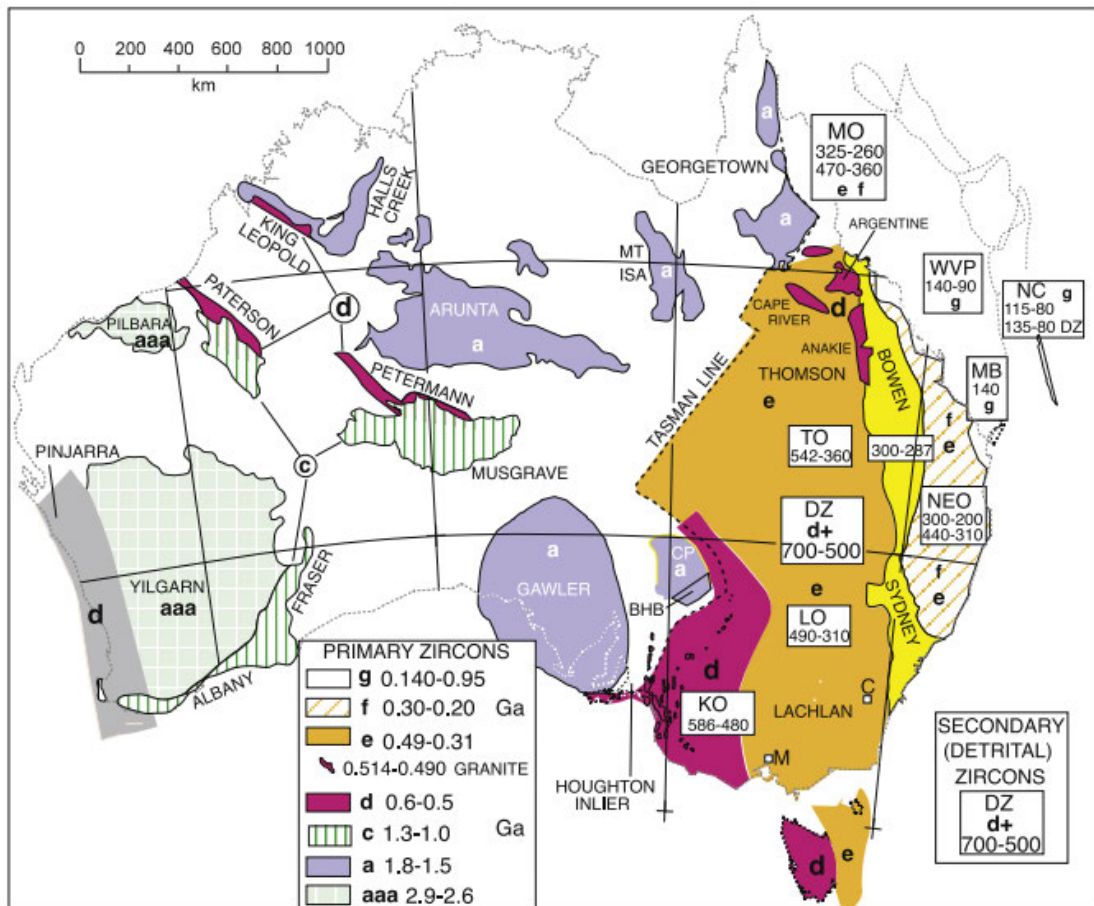 0 200 400 600 800 1000
km
GEORGETOWN
a
MO
325-260
470-360
e f
HALLS
CREEK
KING
LEOPOLD
a
ARGENTINE
MT
ISA
a
WVP
140-90
g
NC g
115-80
135-80 DZ
PATERSON
d
PILBARA
aaa
ARUNTA
a
CAPE
RIVER
d
ANAKIE
THOMSON
e
BOWEN
MB
140
g
PETERMANN
TASMAN LINE
f
e
PINJARRA
c
MUSGRAVE
TO
542-360
300-287
NEO
300-200
440-310
DZ
d+
700-500
a
GAWLER
CP
a
BHB
YILGARN
aaa
FRASER
d
ALBANY
e
f
e
SYDNEY
LO
490-310
d
KO
586-480
LACHLAN
C
M
HOUGHTON
INLIER
PRIMARY ZIRCONS
g 0.140-0.95
f 0.30-0.20 Ga
e 0.49-0.31
0.514-0.490 GRANITE
d 0.6-0.5
c 1.3-1.0 Ga
a 1.8-1.5
aaa 2.9-2.6
SECONDARY
(DETRITAL)
ZIRCONS
DZ
d+
700-500
d
e